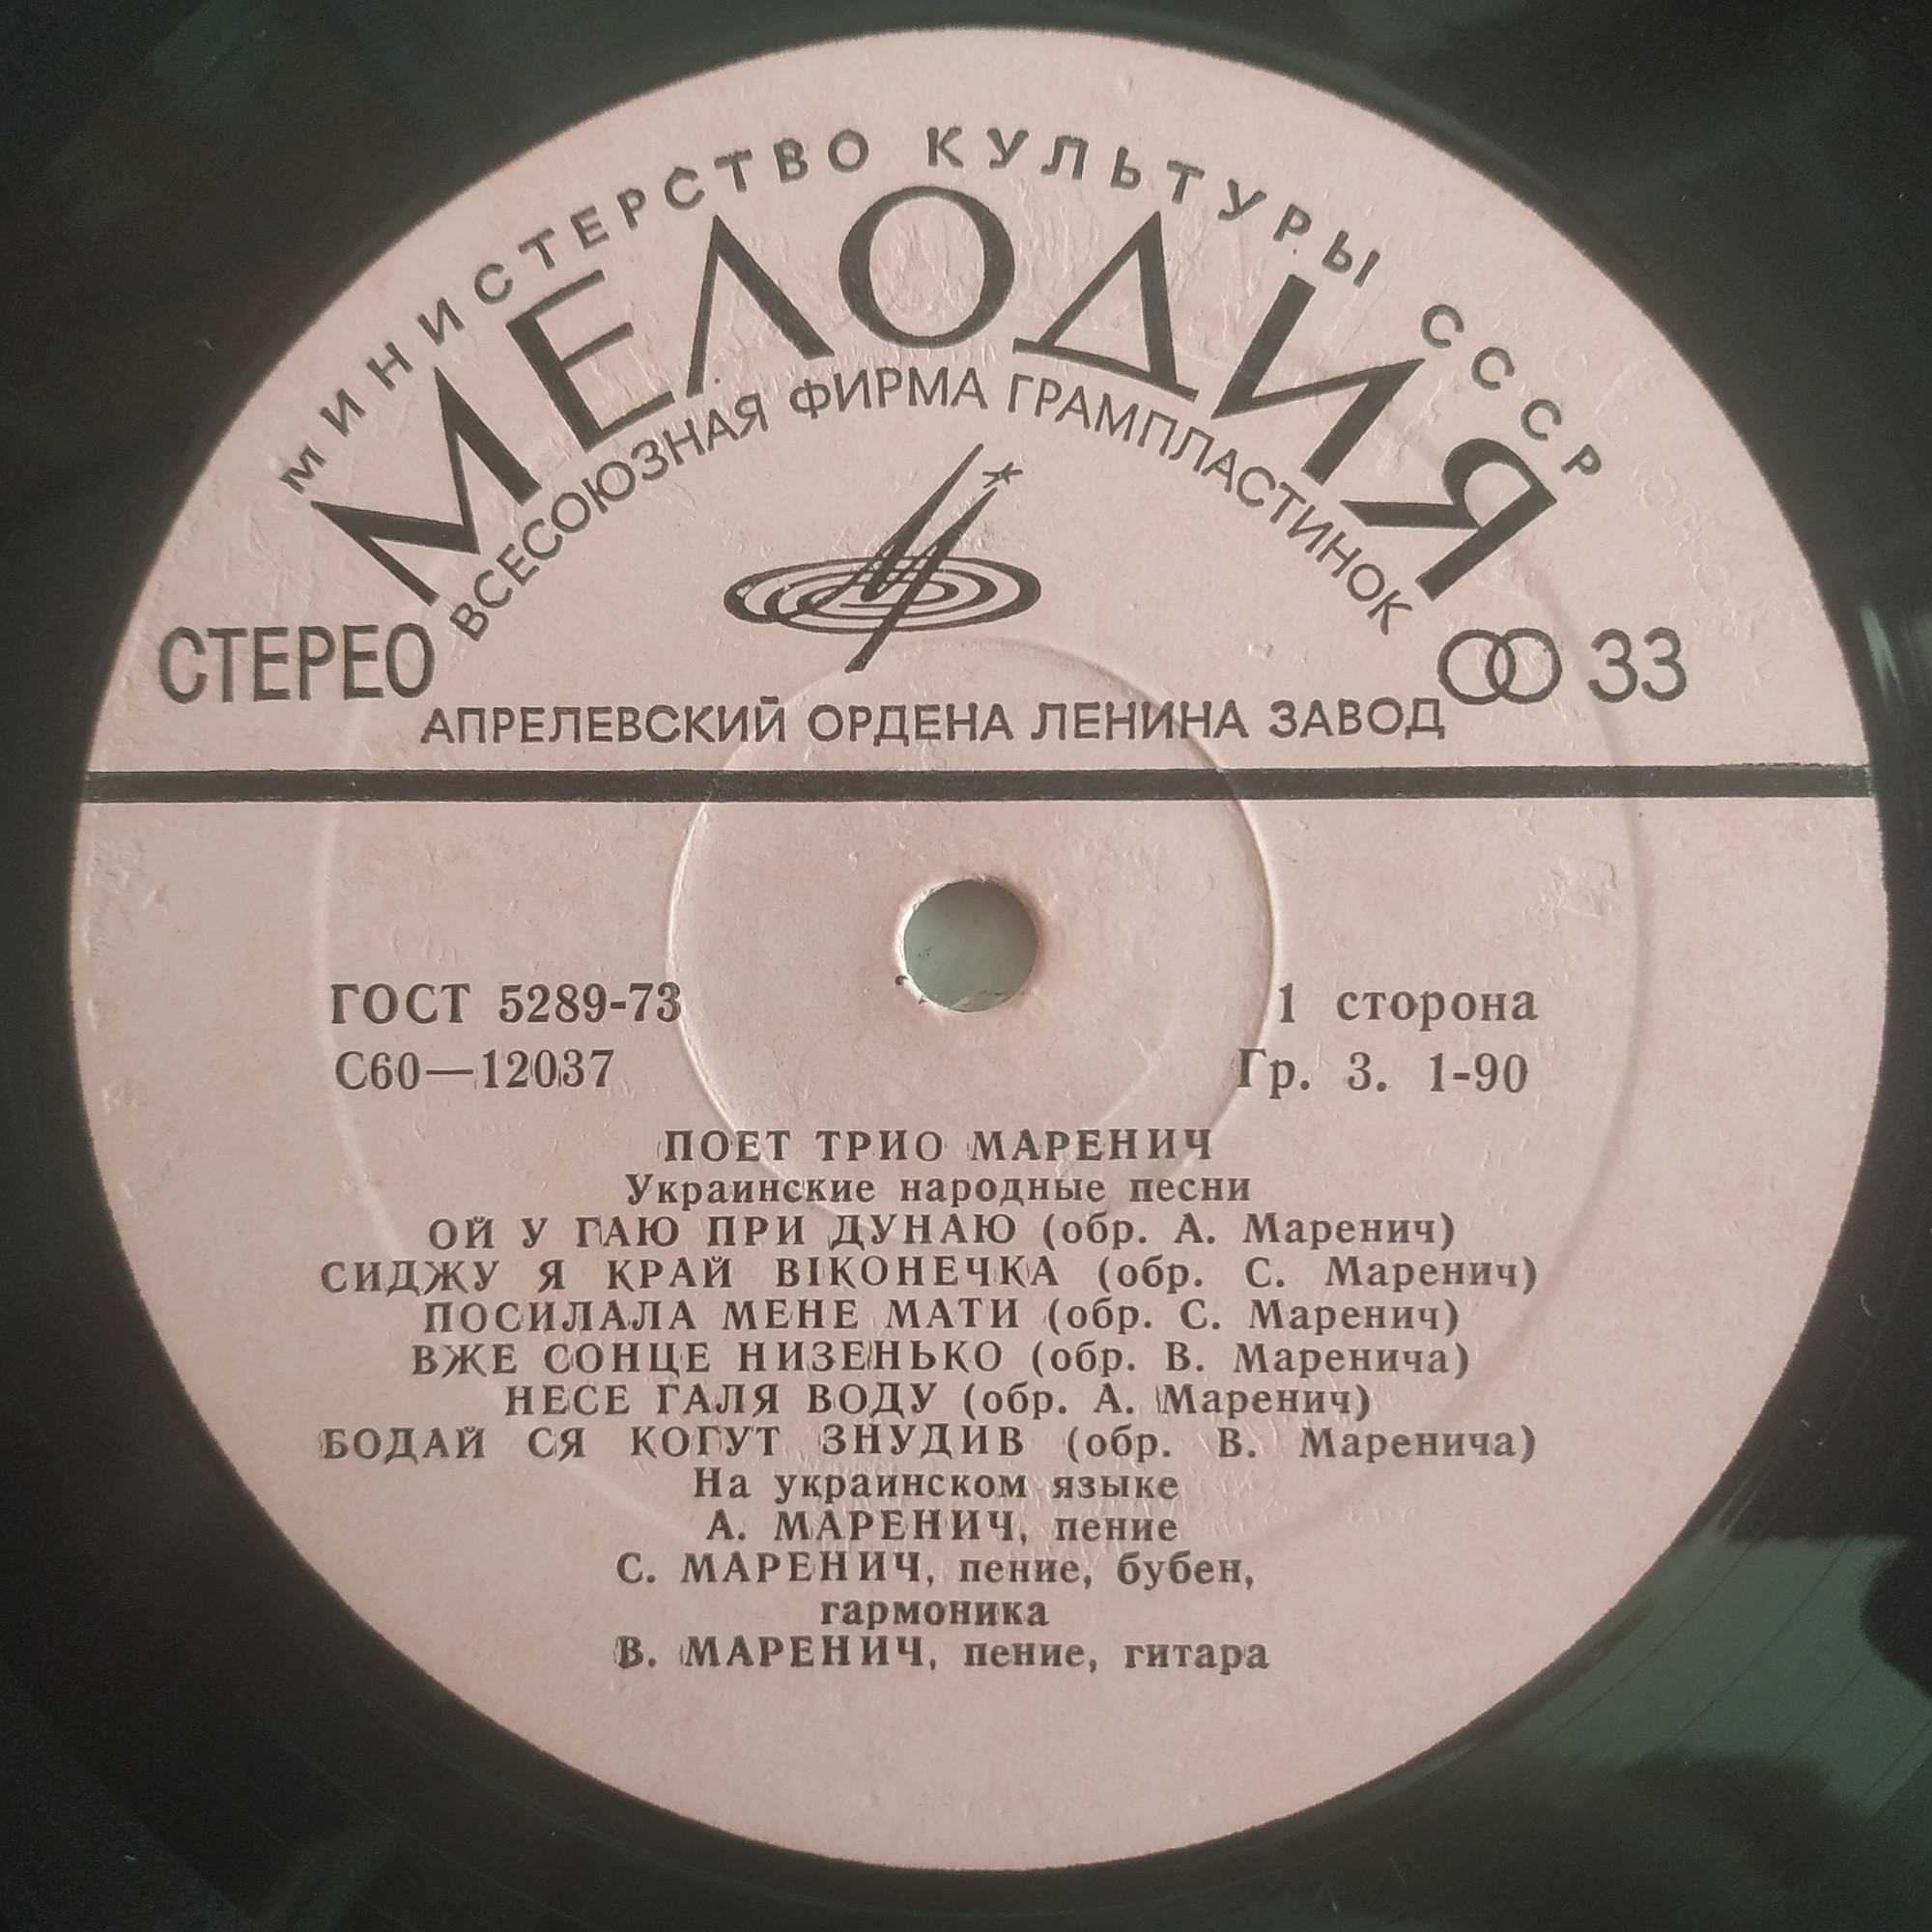 МИНИСТЕРСТВО КУЛЬТУРЫ СССР
МЕЛОДИЯ
ВСЕСОЮЗНАЯ ФИРМА ГРАМПЛАСТИНОК
СТЕРЕО
33
АПРЕЛЕВСКИЙ ОРДЕНА ЛЕНИНА ЗАВОД
ГОСТ 5289-73
1 сторона
С60—12037
Гр. 3. 1-90
ПОЕТ ТРИО МАРЕНИЧ
Украинские народные песни
ОЙ У ГАЮ ПРИ ДУНАЮ (обр. А. Маренич)
СИДЖУ Я КРАЙ ВІКОНЕЧКА (обр. С. Маренич)
ПОСИЛАЛА МЕНЕ МАТИ (обр. С. Маренич)
ВЖЕ СОНЦЕ НИЗЕНЬКО (обр. В. Маренича)
НЕСЕ ГАЛЯ ВОДУ (обр. А. Маренич)
БОДАЙ СЯ КОГУТ ЗНУДИВ (обр. В. Маренича)
На украинском языке
А. МАРЕНИЧ, пение
С. МАРЕНИЧ, пение, бубен,
гармоника
В. МАРЕНИЧ, пение, гитара